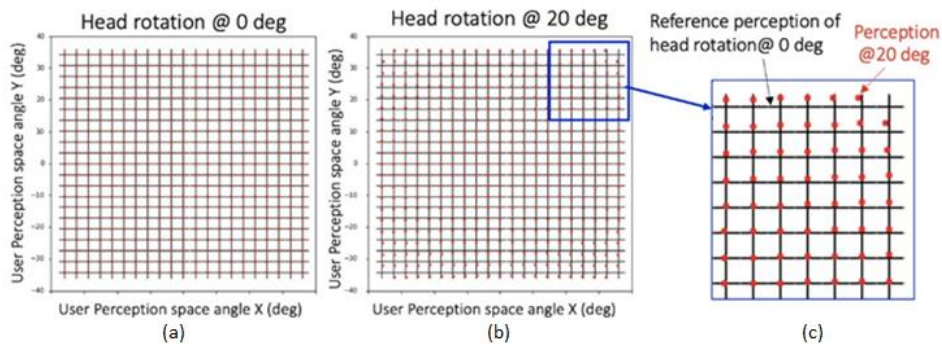 Head rotation @ 0 deg
User Perception space angle Y (deg)
40
30
20
10
0
−10
−20
−30
−40
User Perception space angle X (deg)
(a)
Head rotation @ 20 deg
User Perception space angle Y (deg)
40
30
20
10
0
−10
−20
−30
−40
User Perception space angle X (deg)
(b)
Reference perception of
head rotation@ 0 deg
Perception
@20 deg
(c)